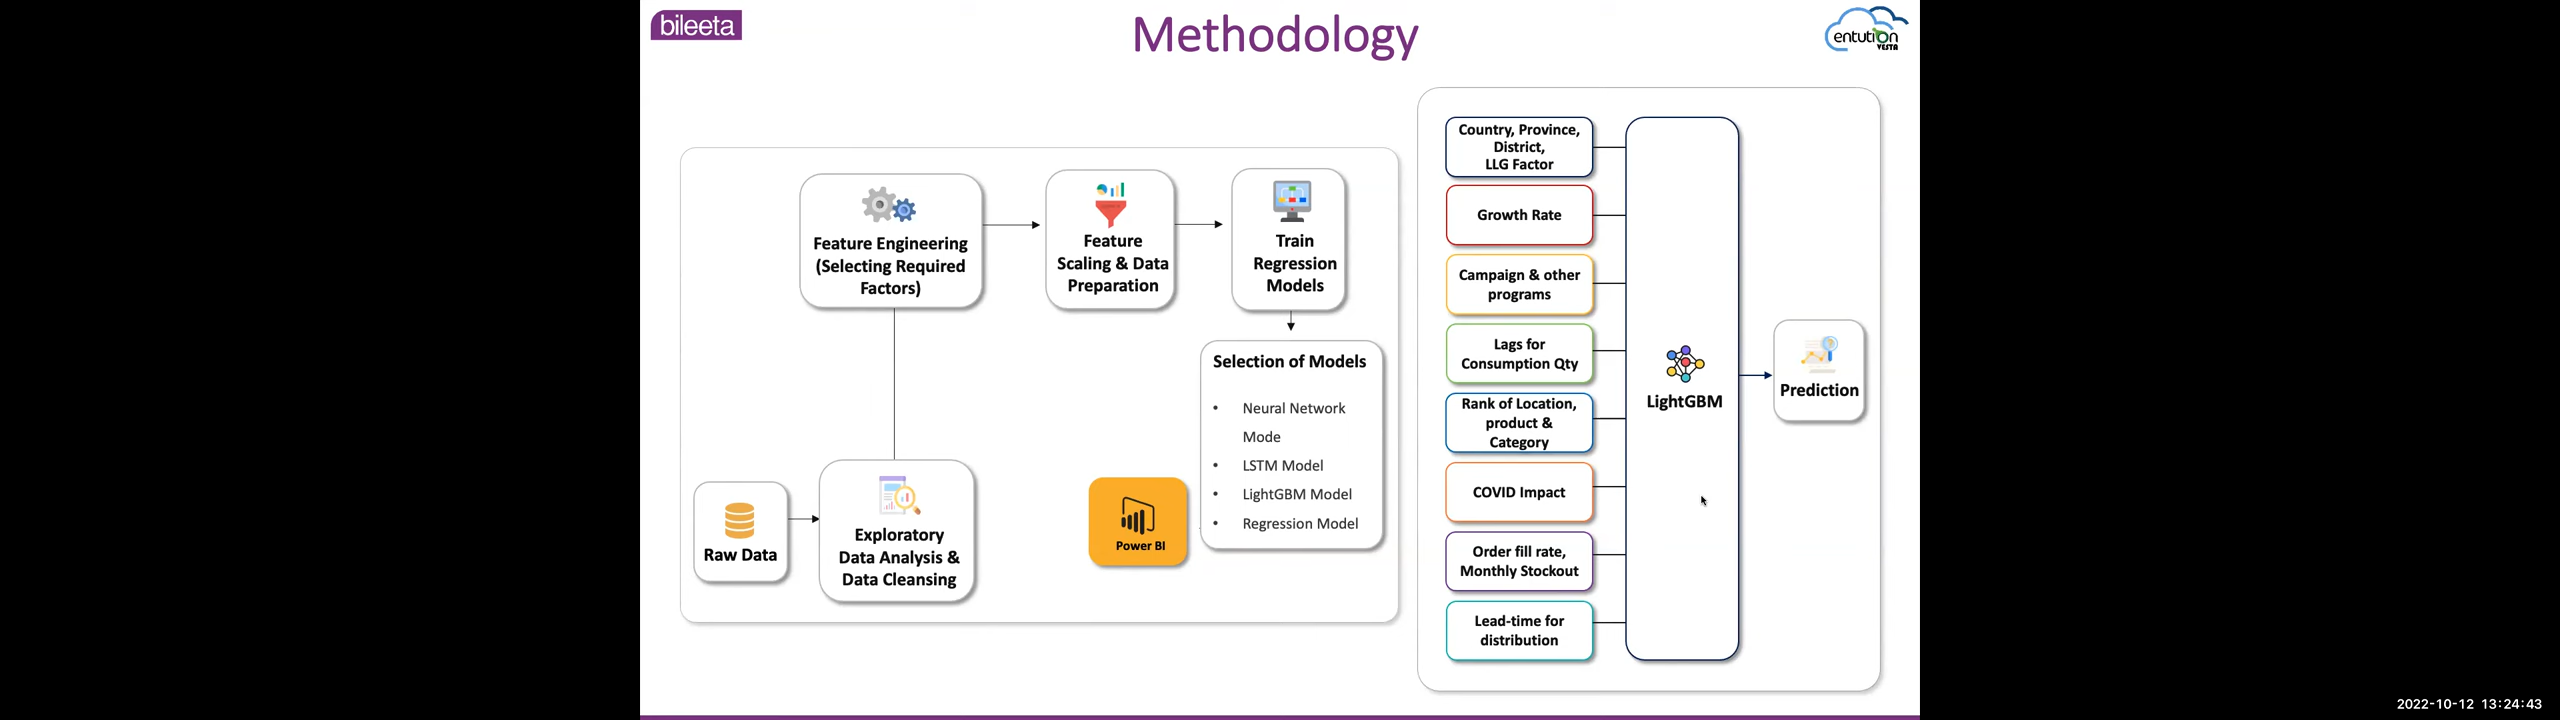 bileeta
Methodology
entution
VESTA
Feature Engineering
(Selecting Required
Factors)
Feature
Scaling & Data
Preparation
Train
Regression
Models
Selection of Models
• Neural Network
Mode
• LSTM Model
• LightGBM Model
• Regression Model
Power BI
Raw Data
Exploratory
Data Analysis &
Data Cleansing
Country, Province,
District,
LLG Factor
Growth Rate
Campaign & other
programs
Lags for
Consumption Qty
Rank of Location,
product &
Category
COVID Impact
Order fill rate,
Monthly Stockout
Lead-time for
distribution
LightGBM
Prediction
2022-10-12 13:24:43